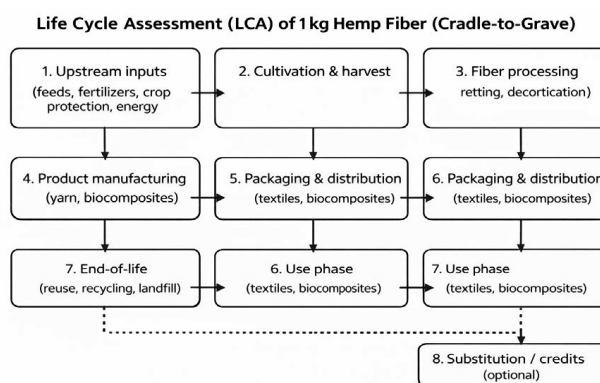 Life Cycle Assessment (LCA) of 1 kg Hemp Fiber (Cradle-to-Grave)
1. Upstream inputs
(feeds, fertilizers, crop
protection, energy
2. Cultivation & harvest
3. Fiber processing
retting, decortication)
4. Product manufacturing
(yarn, biocomposites)
5. Packaging & distribution
(textiles, biocomposites)
6. Packaging & distribution
(textiles, biocomposites)
7. End-of-life
(reuse, recycling, landfill)
6. Use phase
(textiles, biocomposites)
7. Use phase
(textiles, biocomposites)
8. Substitution / credits
(optional)